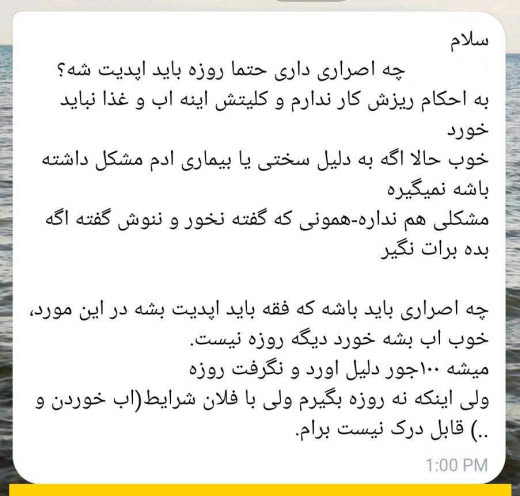 سلام
چه اصراری داری حتما روزه باید اپدیت شه؟
به احکام ریزش کار ندارم و کلیتش اینه اب و غذا نباید
خورد
خوب حالا اگه به دلیل سختی یا بیماری ادم مشکل داشته
باشه نمیگیره
مشکلی هم نداره-همونی که گفته نخور و ننوش گفته اگه
بده برات نگیر
چه اصراری باید باشه که فقه باید اپدیت بشه در این مورد،
خوب اب بشه خورد دیگه روزه نیست.
میشه ۱۰۰جور دلیل اورد و نگرفت روزه
ولی اینکه نه روزه بگیرم ولی با فلان شرایط(اب خوردن و
..) قابل درک نیست برام.
1:00 PM